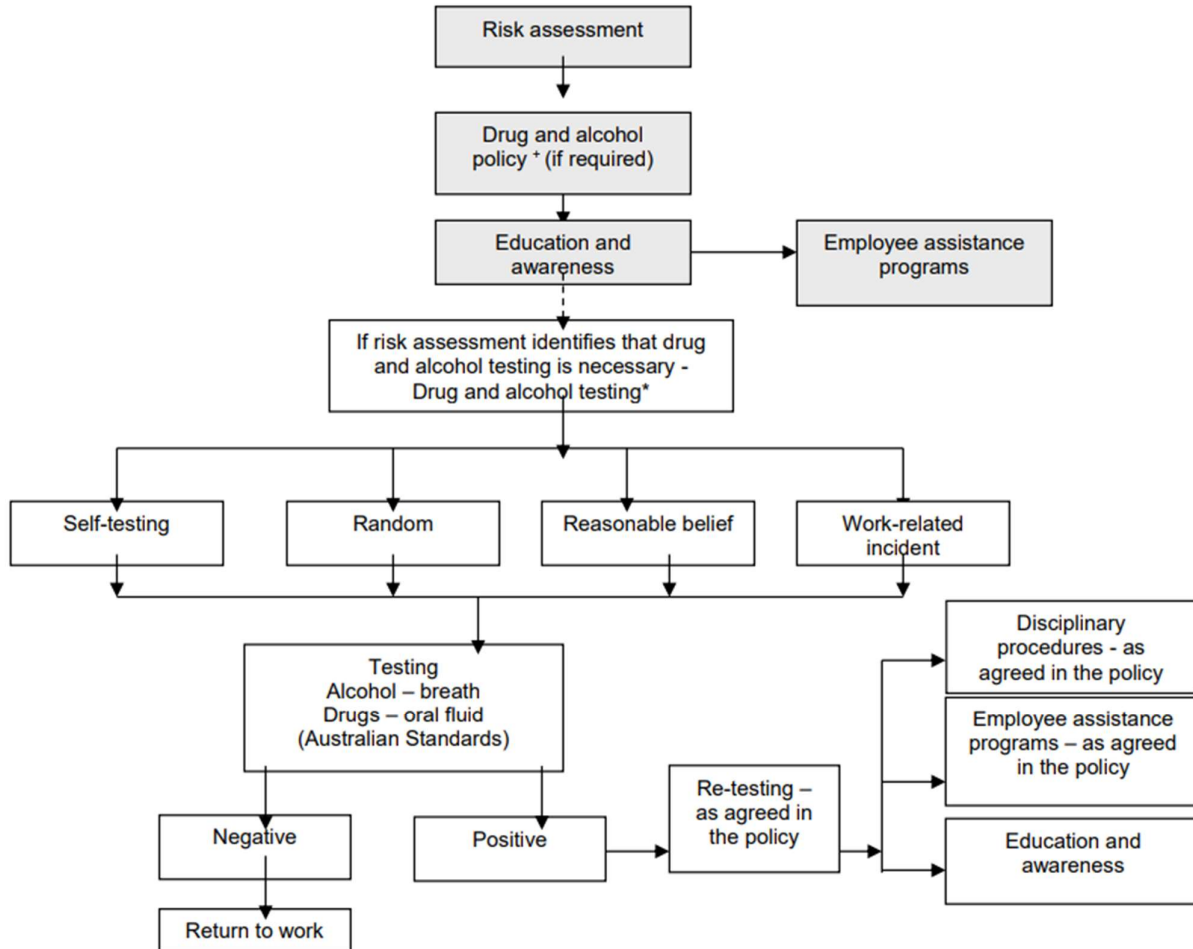 Risk assessment
Drug and alcohol
policy ⁺ (if required)
Education and
awareness
Employee assistance
programs
If risk assessment identifies that drug
and alcohol testing is necessary -
Drug and alcohol testing*
Self-testing
Random
Reasonable belief
Work-related
incident
Testing
Alcohol – breath
Drugs – oral fluid
(Australian Standards)
Negative
Return to work
Positive
Re-testing –
as agreed in
the policy
Disciplinary
procedures - as
agreed in the policy
Employee assistance
programs – as agreed
in the policy
Education and
awareness